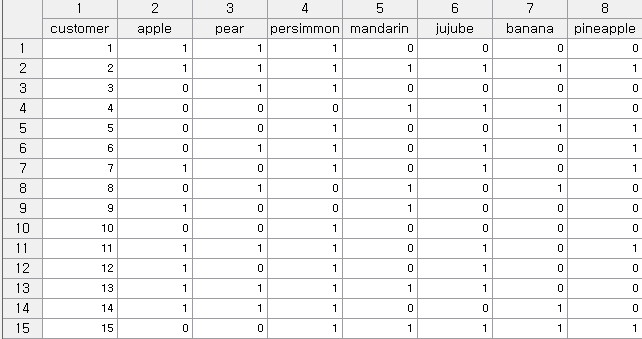 1 2 3 4 5 6 7 8
customer apple pear persimmon mandarin jujube banana pineapple
1 1 1 1 1 0 0 0 0
2 2 1 1 1 1 1 1 1
3 3 0 1 1 0 0 0 0
4 4 0 0 0 1 1 1 0
5 5 0 0 1 0 0 1 1
6 6 0 1 1 0 1 0 1
7 7 1 0 1 0 1 0 1
8 8 0 1 0 1 0 1 0
9 9 1 0 0 1 0 0 0
10 10 0 0 1 0 0 0 0
11 11 1 1 1 0 1 0 1
12 12 1 0 1 0 1 0 0
13 13 1 1 1 1 1 0 0
14 14 1 1 1 0 0 1 0
15 15 0 0 1 1 1 1 1